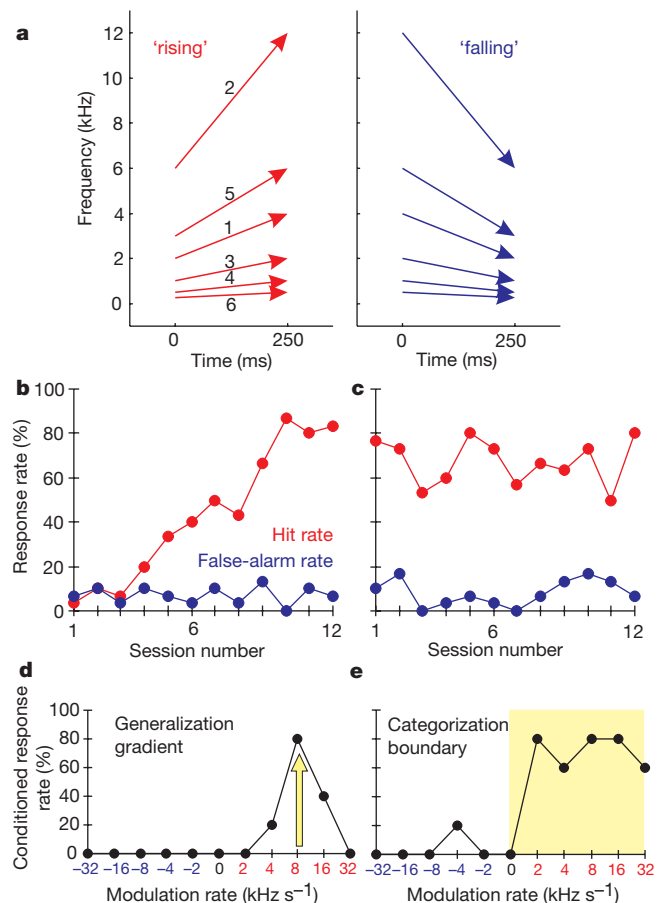 a
'rising'
'falling'
Frequency (kHz)
12
10
8
6
4
2
0
2
5
1
3
4
6
0
250
Time (ms)
0
250
Time (ms)
b
c
Response rate (%)
100
80
60
40
20
0
Hit rate
False-alarm rate
1
6
12
Session number
1
6
12
Session number
d
e
Conditioned response
rate (%)
100
80
60
40
20
0
Generalization
gradient
Categorization
boundary
–32 –16 –8 –4 –2 0 2 4 8 16 32
Modulation rate (kHz s–1)
–32 –16 –8 –4 –2 0 2 4 8 16 32
Modulation rate (kHz s–1)